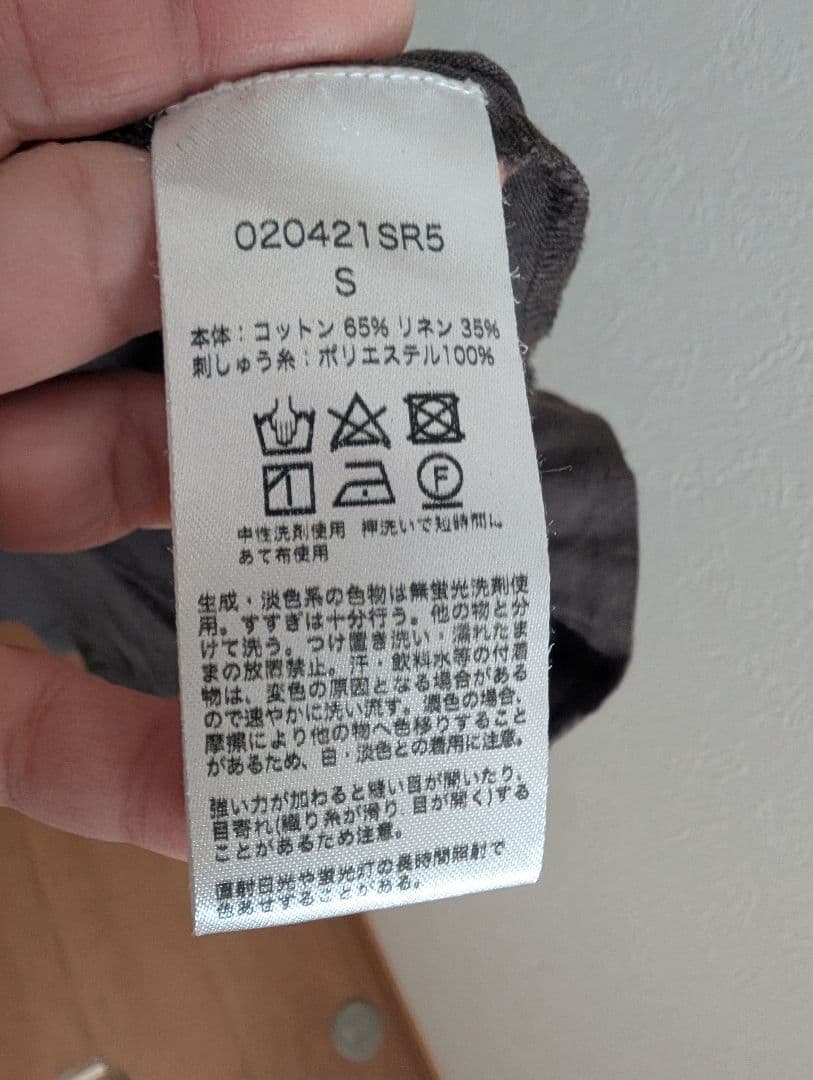 020421SR5
S
本体：コットン 65% リネン 35%
刺しゅう糸：ポリエステル100%
F
中性洗剤使用 押洗いで短時間に
あて布使用
生成・淡色系の色物は無蛍光洗剤使
用。すすぎは十分行う。他の物と分
けて洗う。つけ置き洗い・濡れたま
まの放置禁止。汗・飲料水等の付着
物は、変色の原因となる場合がある
ので速やかに洗い流す。濃色の場合、
摩擦により他の物へ色移りすること
があるため、白・淡色との着用に注意。
強い力が加わると縫い目が開いたり、
目寄れ(織り糸が滑り 目が開く)する
ことがあるため注意。
直射日光や蛍光灯の長時間照射で
色あせすることがある。